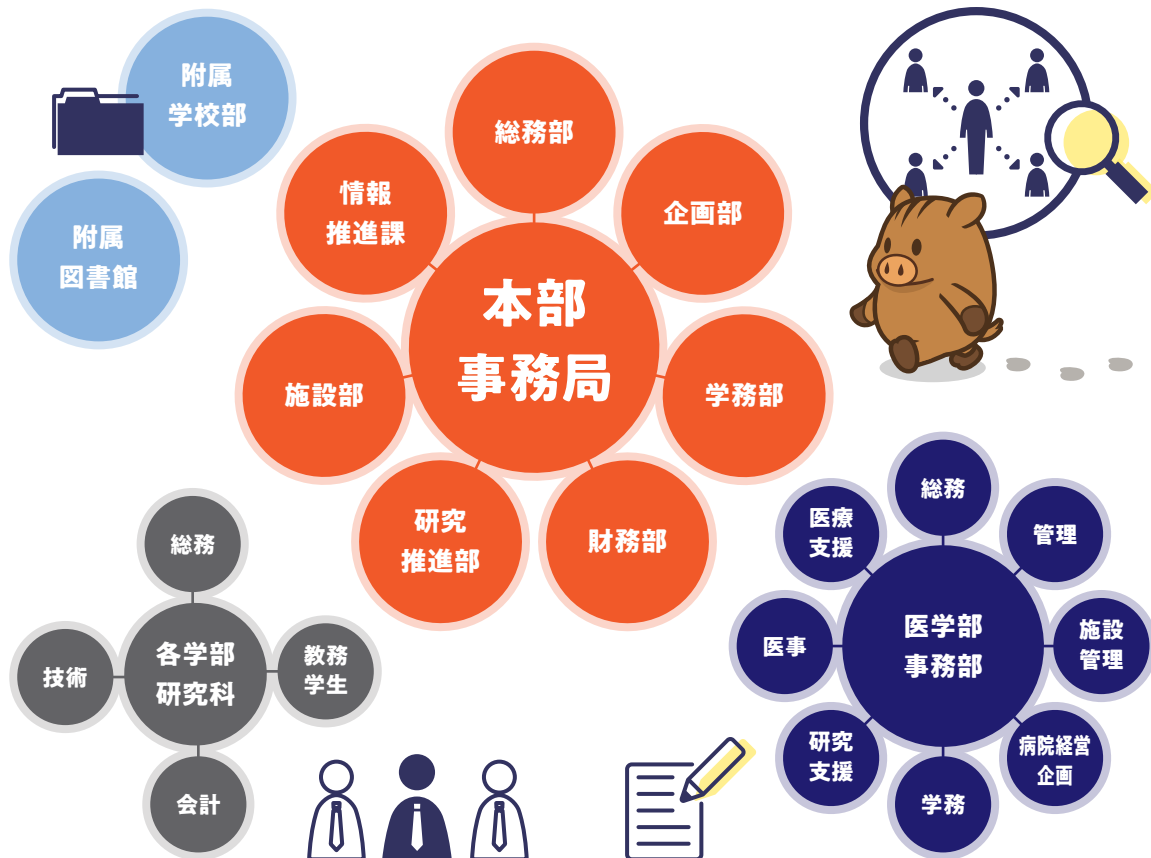 附属
学校部
附属
図書館
本部
事務局
総務部
企画部
学務部
財務部
研究
推進部
施設部
情報
推進課
各学部
研究科
総務
教務
学生
会計
技術
医学部
事務部
総務
管理
施設
管理
病院経営
企画
学務
研究
支援
医事
医療
支援